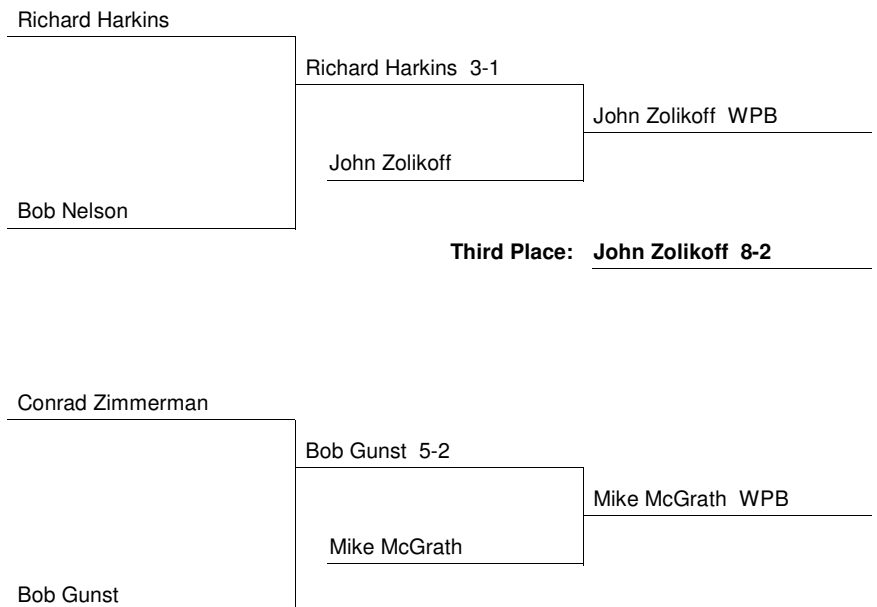 Richard Harkins
Richard Harkins 3-1
John Zolikoff WPB
John Zolikoff
Bob Nelson
Third Place: John Zolikoff 8-2
Conrad Zimmerman
Bob Gunst 5-2
Mike McGrath WPB
Mike McGrath
Bob Gunst